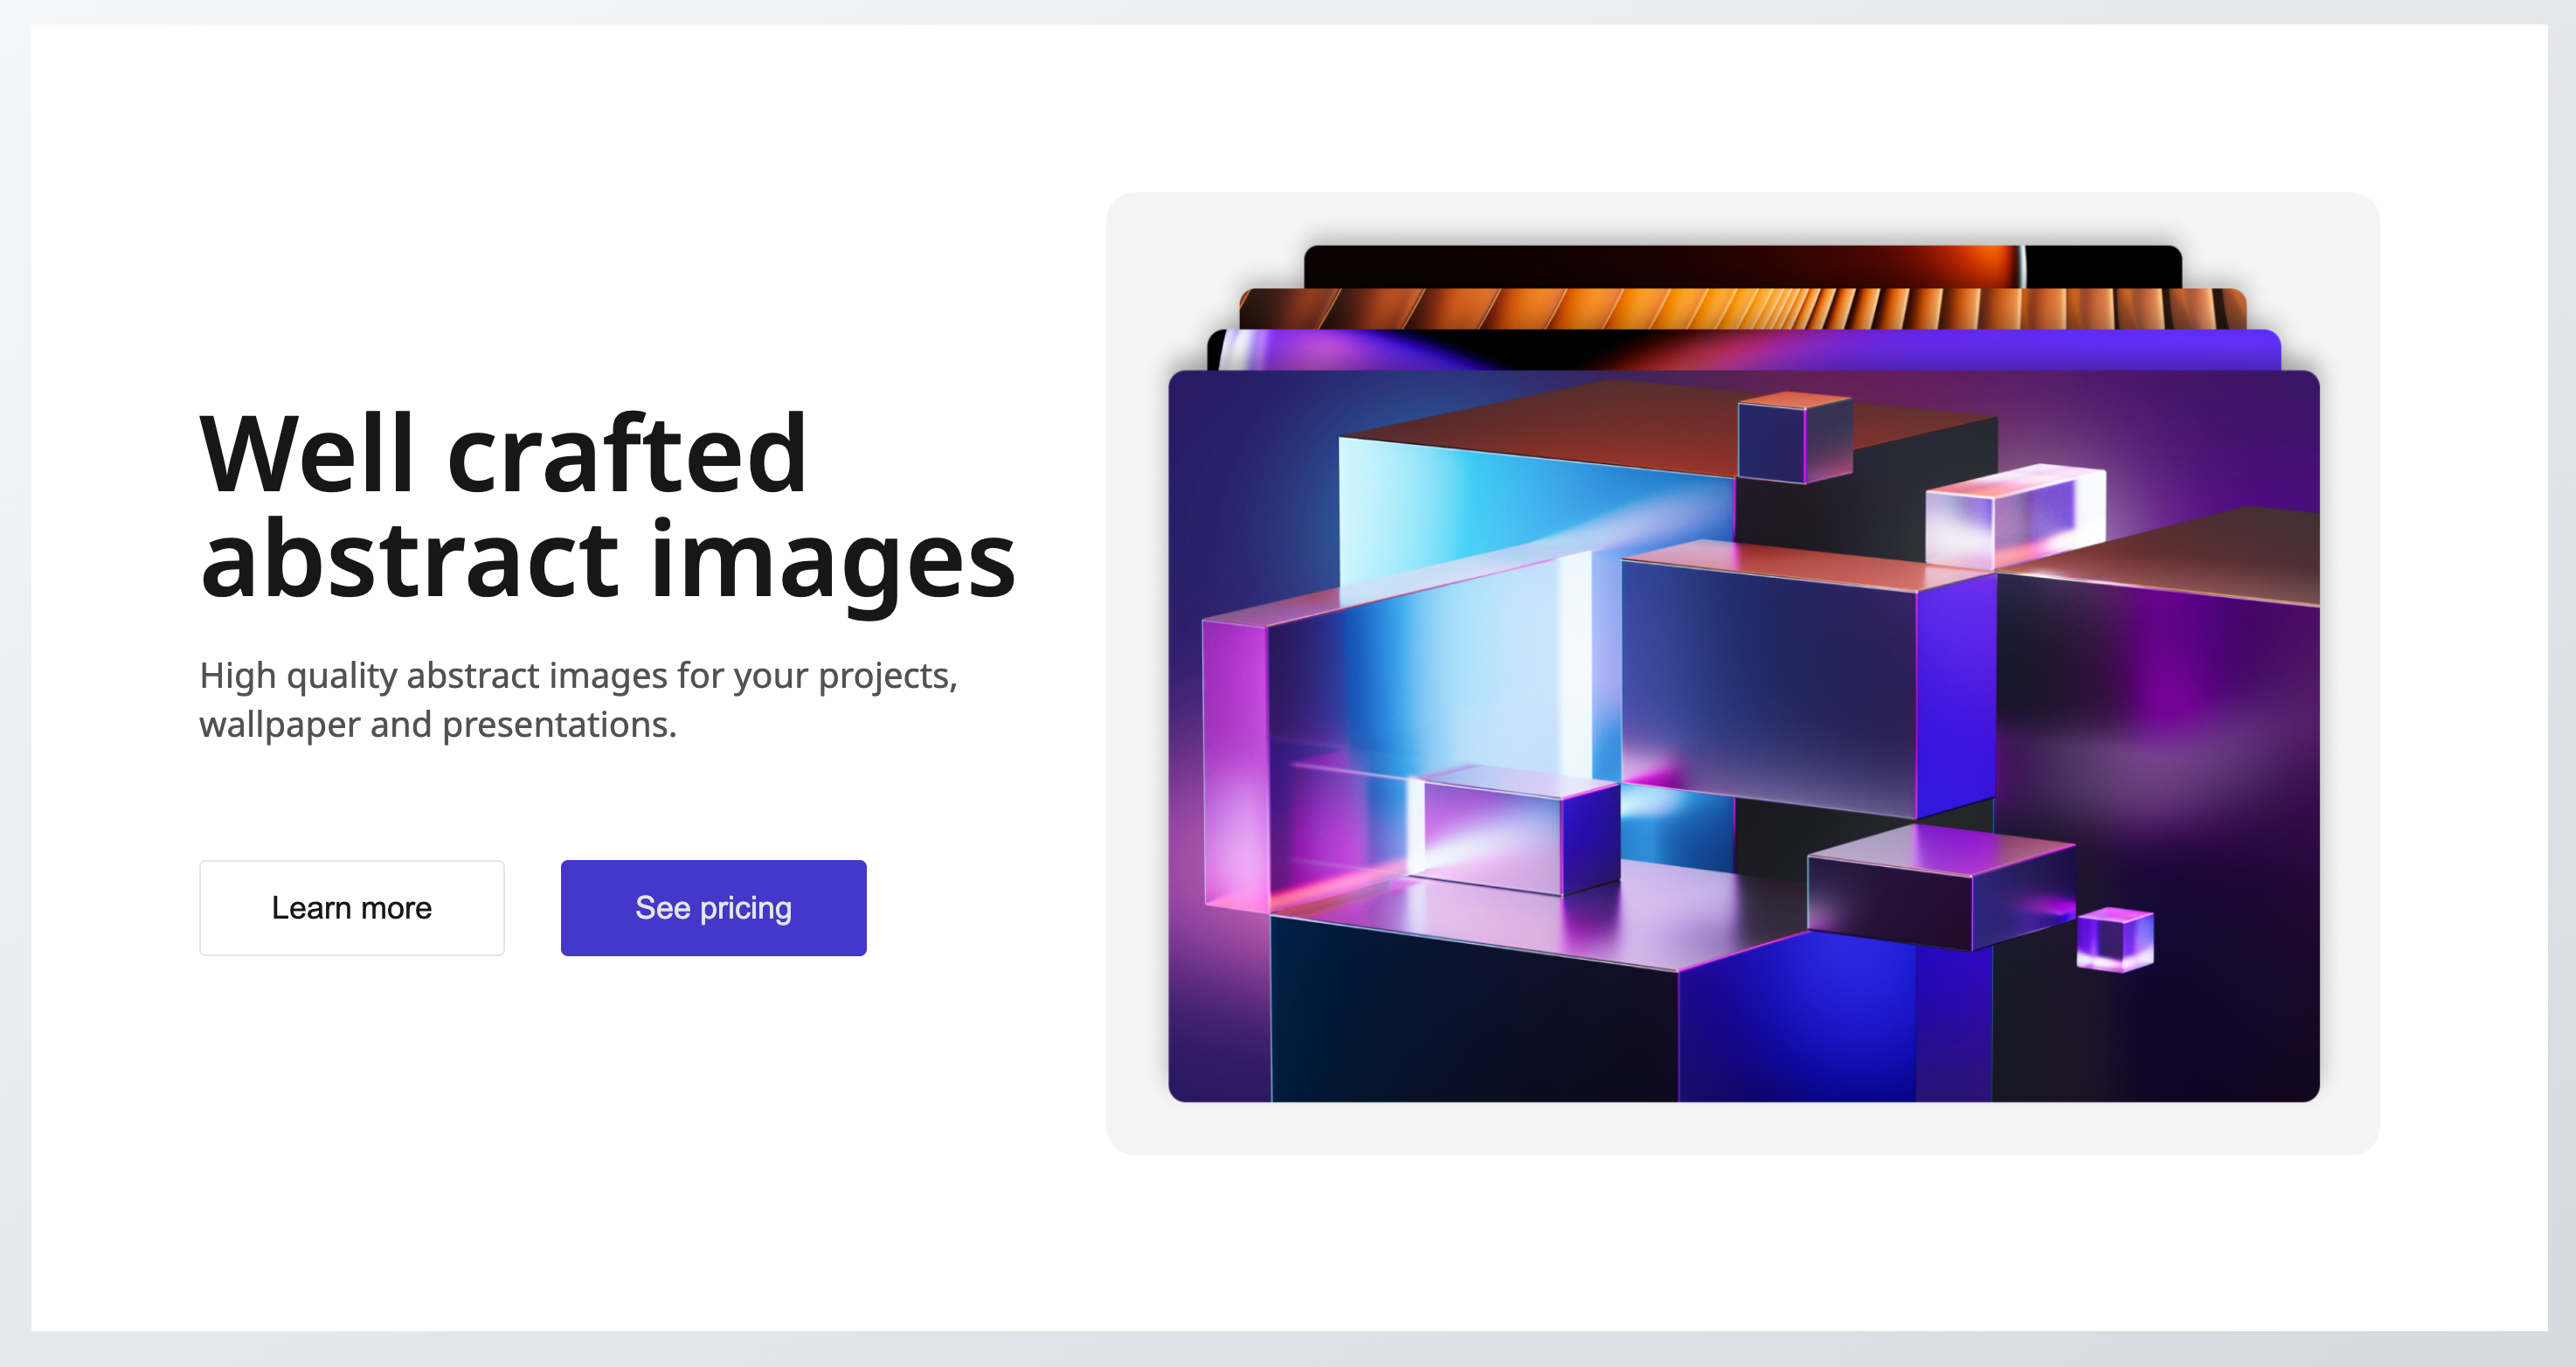 Well crafted
abstract images
High quality abstract images for your projects,
wallpaper and presentations.
Learn more
See pricing